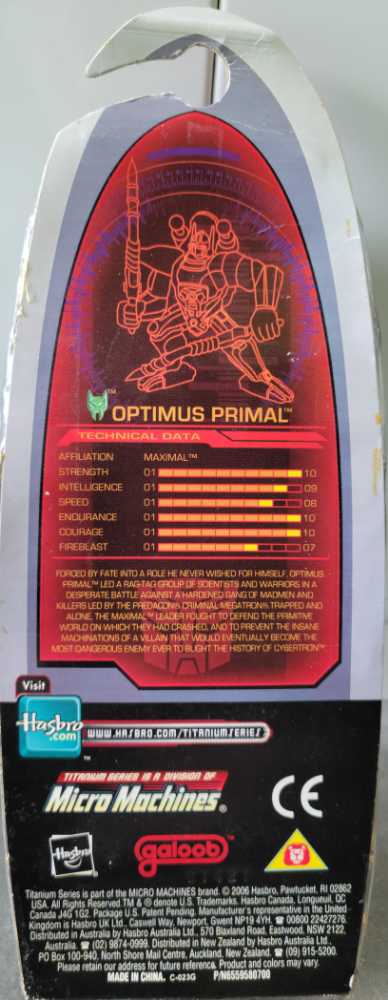 OPTIMUS PRIMAL™
TECHNICAL DATA
AFFILIATION MAXIMAL™
STRENGTH 01 10
INTELLIGENCE 01 09
SPEED 01 08
ENDURANCE 01 10
COURAGE 01 10
FIREBLAST 01 07
FORCED BY FATE INTO A ROLE HE NEVER WISHED FOR HIMSELF, OPTIMUS
PRIMAL™ LED A RAG-TAG GROUP OF SCIENTISTS AND WARRIORS IN A
DESPERATE BATTLE AGAINST A HARDENED GANG OF MADMEN AND
KILLERS LED BY THE PREDACON® CRIMINAL MEGATRON®. TRAPPED AND
ALONE, THE MAXIMAL™ LEADER FOUGHT TO DEFEND THE PRIMITIVE
WORLD ON WHICH THEY HAD CRASHED, AND TO PREVENT THE INSANE
MACHINATIONS OF A VILLAIN THAT WOULD EVENTUALLY BECOME THE
MOST DANGEROUS ENEMY EVER TO BLIGHT THE HISTORY OF CYBERTRON™.
Visit
Hasbro
.com
WWW.HASBRO.COM/TITANIUMSERIES
™
TITANIUM SERIES IS A DIVISION OF
Micro Machines®
CE
Hasbro
galoob
Titanium Series is part of the MICRO MACHINES brand. © 2006 Hasbro. Pawtucket, RI 02862
USA. All Rights Reserved. TM & ® denote U.S. Trademarks. Hasbro Canada, Longueuil, QC
Canada J4G 1G2. Package U.S. Patent Pending. Manufacturer's representative in the United
Kingdom is Hasbro UK Ltd., Caswell Way, Newport, Gwent NP19 4YH. ☎ 00800 22427276.
Distributed in Australia by Hasbro Australia Ltd., 570 Blaxland Road, Eastwood, NSW 2122,
Australia. ☎ (02) 9874-0999. Distributed in New Zealand by Hasbro Australia Ltd.,
PO Box 100-940, North Shore Mail Centre, Auckland, New Zealand. ☎ (09) 915-5200.
Please retain our address for future reference. Product and colors may vary.
MADE IN CHINA. C-023G P/N6559580700